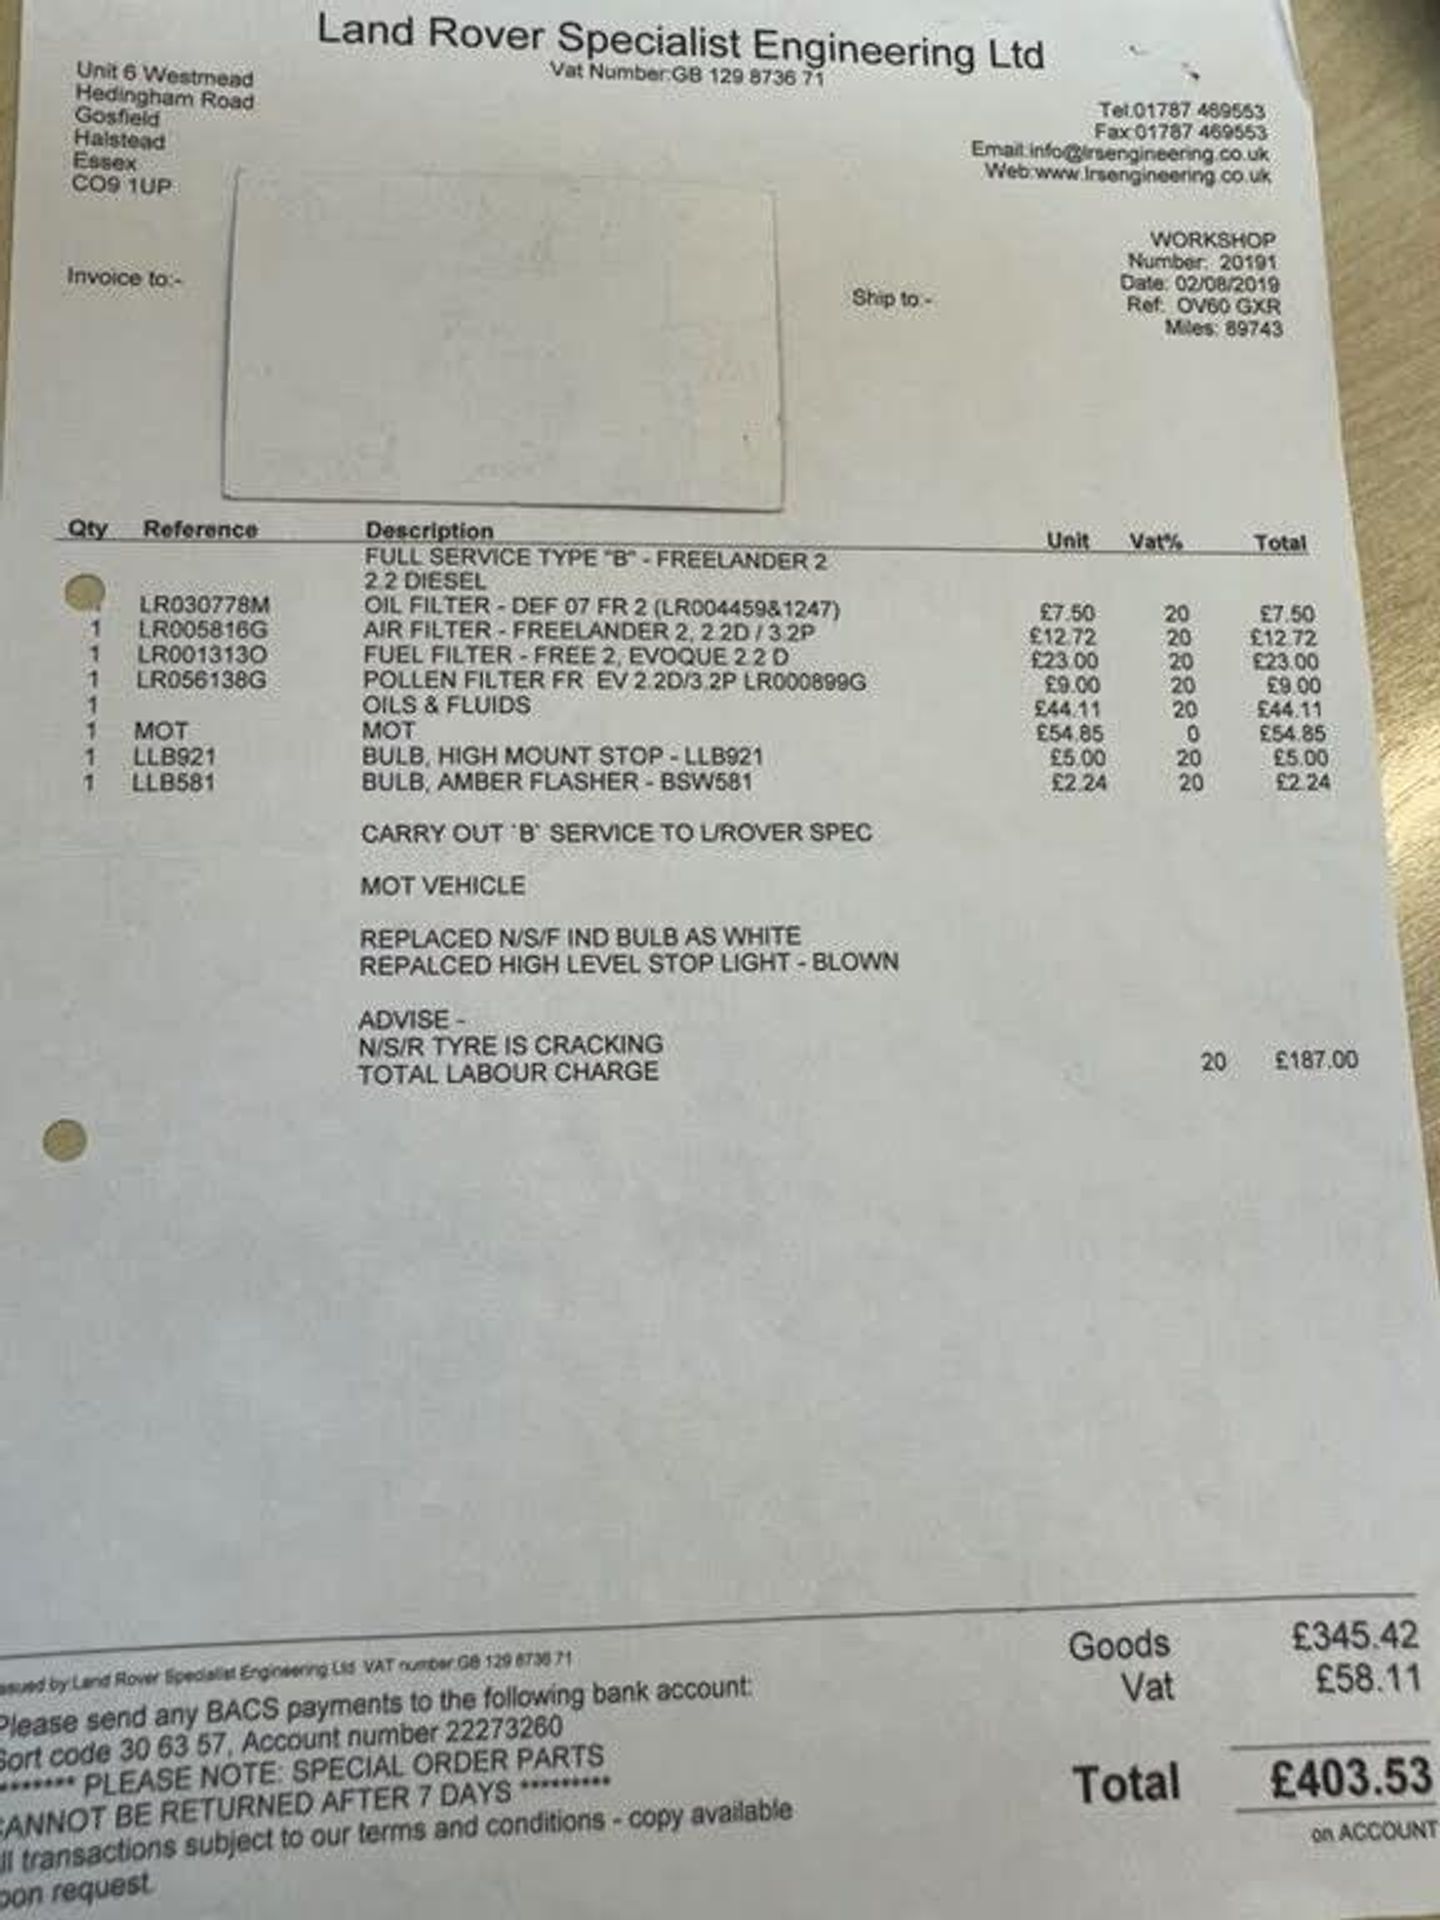 Land Rover Specialist Engineering Ltd
Vat Number:GB 129 8736 71
Unit 6 Westmead
Hedingham Road
Gosfield
Halstead
Essex
CO9 1UP
Tel:01787 469553
Fax:01787 469553
Email:info@lrsengineering.co.uk
Web:www.lrsengineering.co.uk
Invoice to:-
Ship to:-
WORKSHOP
Number: 20191
Date: 02/08/2019
Ref: OV60 GXR
Miles: 89743
Qty Reference Description Unit Vat% Total
FULL SERVICE TYPE "B" - FREELANDER 2
2.2 DIESEL
LR030778M OIL FILTER - DEF 07 FR 2 (LR004459&1247) £7.50 20 £7.50
1 LR005816G AIR FILTER - FREELANDER 2, 2.2D / 3.2P £12.72 20 £12.72
1 LR001313O FUEL FILTER - FREE 2, EVOQUE 2.2 D £23.00 20 £23.00
1 LR056138G POLLEN FILTER FR EV 2.2D/3.2P LR000899G £9.00 20 £9.00
1 OILS & FLUIDS £44.11 20 £44.11
1 MOT MOT £54.85 0 £54.85
1 LLB921 BULB, HIGH MOUNT STOP - LLB921 £5.00 20 £5.00
1 LLB581 BULB, AMBER FLASHER - BSW581 £2.24 20 £2.24
CARRY OUT 'B' SERVICE TO L/ROVER SPEC
MOT VEHICLE
REPLACED N/S/F IND BULB AS WHITE
REPALCED HIGH LEVEL STOP LIGHT - BLOWN
ADVISE -
N/S/R TYRE IS CRACKING
TOTAL LABOUR CHARGE 20 £187.00
Goods £345.42
Vat £58.11
Total £403.53
on ACCOUNT
ssued by:Land Rover Specialist Engineering Ltd VAT number:GB 129 8736 71
Please send any BACS payments to the following bank account:
Sort code 30 63 57, Account number 22273260
******* PLEASE NOTE: SPECIAL ORDER PARTS
CANNOT BE RETURNED AFTER 7 DAYS *********
ll transactions subject to our terms and conditions - copy available
pon request.